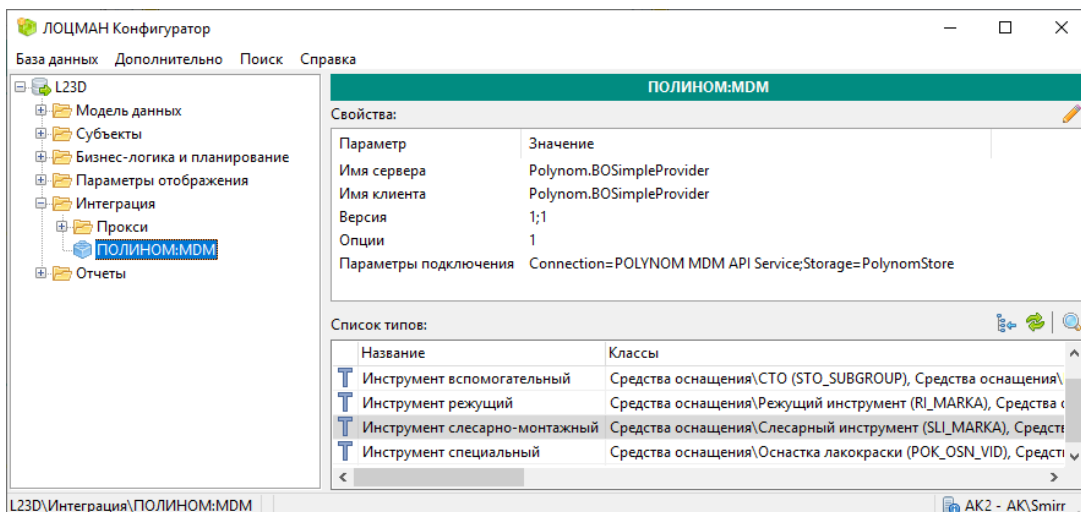 ЛОЦМАН Конфигуратор
База данных Дополнительно Поиск Справка
L23D
Модель данных
Субъекты
Бизнес-логика и планирование
Параметры отображения
Интеграция
Прокси
ПОЛИНОМ:MDM
Отчеты
ПОЛИНОМ:MDM
Свойства:
Параметр Значение
Имя сервера Polynom.BOSimpleProvider
Имя клиента Polynom.BOSimpleProvider
Версия 1;1
Опции 1
Параметры подключения Connection=POLYNOM MDM API Service;Storage=PolynomStore
Список типов:
Название Классы
Инструмент вспомогательный Средства оснащения\СТО (STO_SUBGROUP), Средства оснащения\
Инструмент режущий Средства оснащения\Режущий инструмент (RI_MARKA), Средства
Инструмент слесарно-монтажный Средства оснащения\Слесарный инструмент (SLI_MARKA),
Инструмент специальный Средства оснащения\Оснастка лакокраски (POK_OSN_VID),
L23D\Интеграция\ПОЛИНОМ:MDM AK2 - AK\Smirr